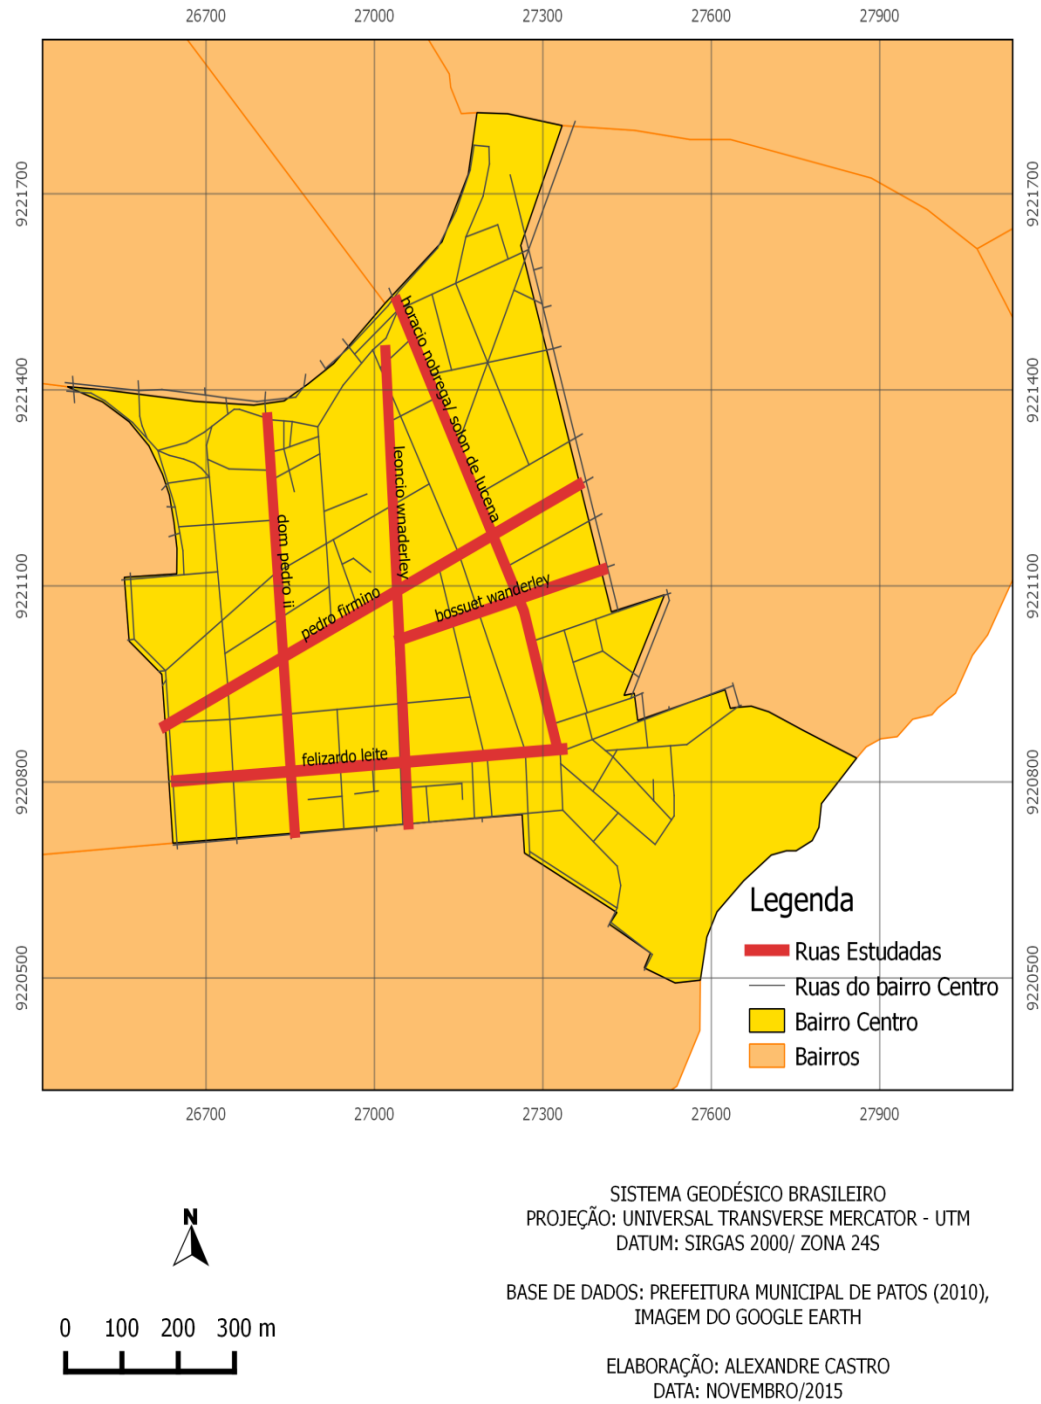 26700 27000 27300 27600 27900
9221700 9221700
horacio nobrega/ solon de lucena
9221400 9221400
leoncio wnaderley
dom pedro ii
9221100 9221100
bossuet wanderley
pedro firmino
felizardo leite
9220800 9220800
Legenda
Ruas Estudadas
9220500 9220500
Ruas do bairro Centro
Bairro Centro
Bairros
26700 27000 27300 27600 27900
N
0 100 200 300 m
SISTEMA GEODÉSICO BRASILEIRO
PROJEÇÃO: UNIVERSAL TRANSVERSE MERCATOR - UTM
DATUM: SIRGAS 2000/ ZONA 24S
BASE DE DADOS: PREFEITURA MUNICIPAL DE PATOS (2010),
IMAGEM DO GOOGLE EARTH
ELABORAÇÃO: ALEXANDRE CASTRO
DATA: NOVEMBRO/2015